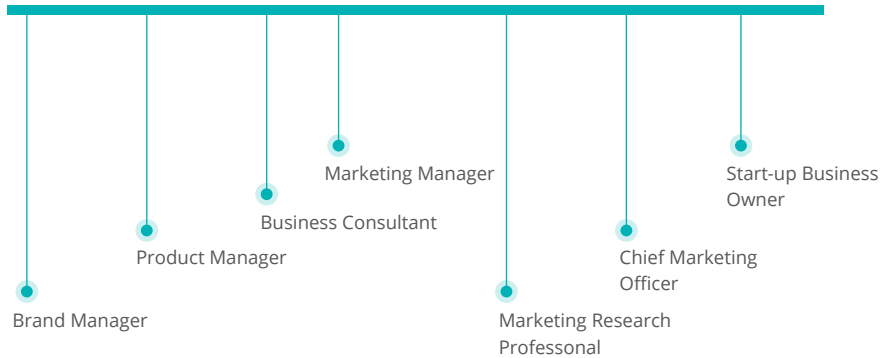 Brand Manager
Product Manager
Business Consultant
Marketing Manager
Marketing Research
Professonal
Chief Marketing
Officer
Start-up Business
Owner